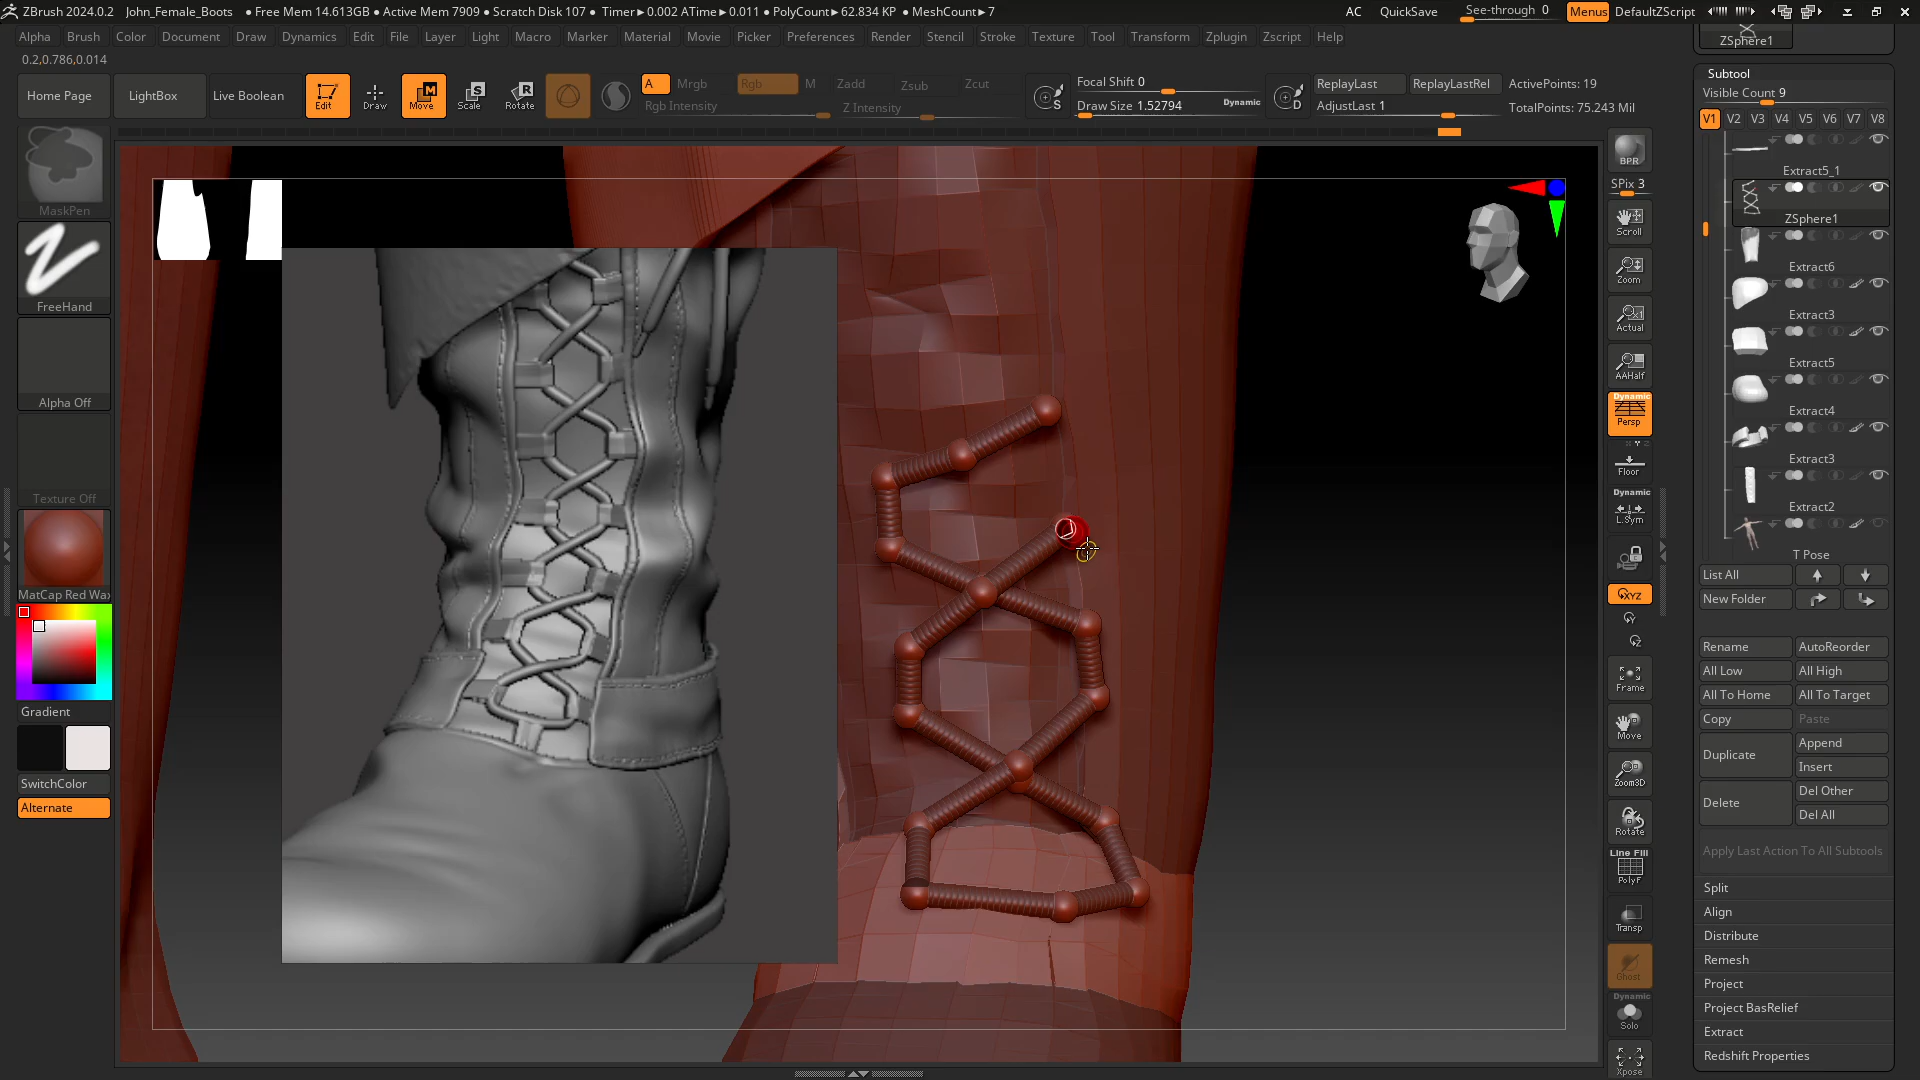 ZBrush 2024.0.2 John_Female_Boots ● Free Mem 14.613GB ● Active Mem 7909 ● Scratch Disk 107 ● Timer►0.002 ATime►0.011 ● PolyCount►62.834 KP ● MeshCount►7
AC QuickSave See-through 0 Menus DefaultZScript
Alpha Brush Color Document Draw Dynamics Edit File Layer Light Macro Marker Material Movie Picker Preferences Render Stencil Stroke Texture Tool Transform Zplugin Zscript Help
0.2,0.786,0.014
Home Page LightBox Live Boolean Edit Draw Move Scale Rotate
A Mrgb Rgb M Zadd Zsub Zcut
Rgb Intensity Z Intensity
Focal Shift 0
Draw Size 1.52794 Dynamic
ReplayLast ReplayLastRel
AdjustLast 1
ActivePoints: 19
TotalPoints: 75.243 Mil
MaskPen
FreeHand
Alpha Off
Texture Off
MatCap Red Wax
Gradient
SwitchColor
Alternate
BPR
SPix 3
Scroll
Zoom
Actual
AAHalf
Dynamic
Persp
Floor
Dynamic
L.Sym
XYZ
Frame
Move
Zoom3D
Rotate
Line Fill
PolyF
Transp
Ghost
Dynamic
Solo
Xpose
ZSphere1
Subtool
Visible Count 9
V1 V2 V3 V4 V5 V6 V7 V8
Extract5_1
ZSphere1
Extract6
Extract3
Extract5
Extract4
Extract3
Extract2
T Pose
List All
New Folder
Rename AutoReorder
All Low All High
All To Home All To Target
Copy Paste
Duplicate Append
Insert
Delete Del Other
Del All
Apply Last Action To All Subtools
Split
Align
Distribute
Remesh
Project
Project BasRelief
Extract
Redshift Properties